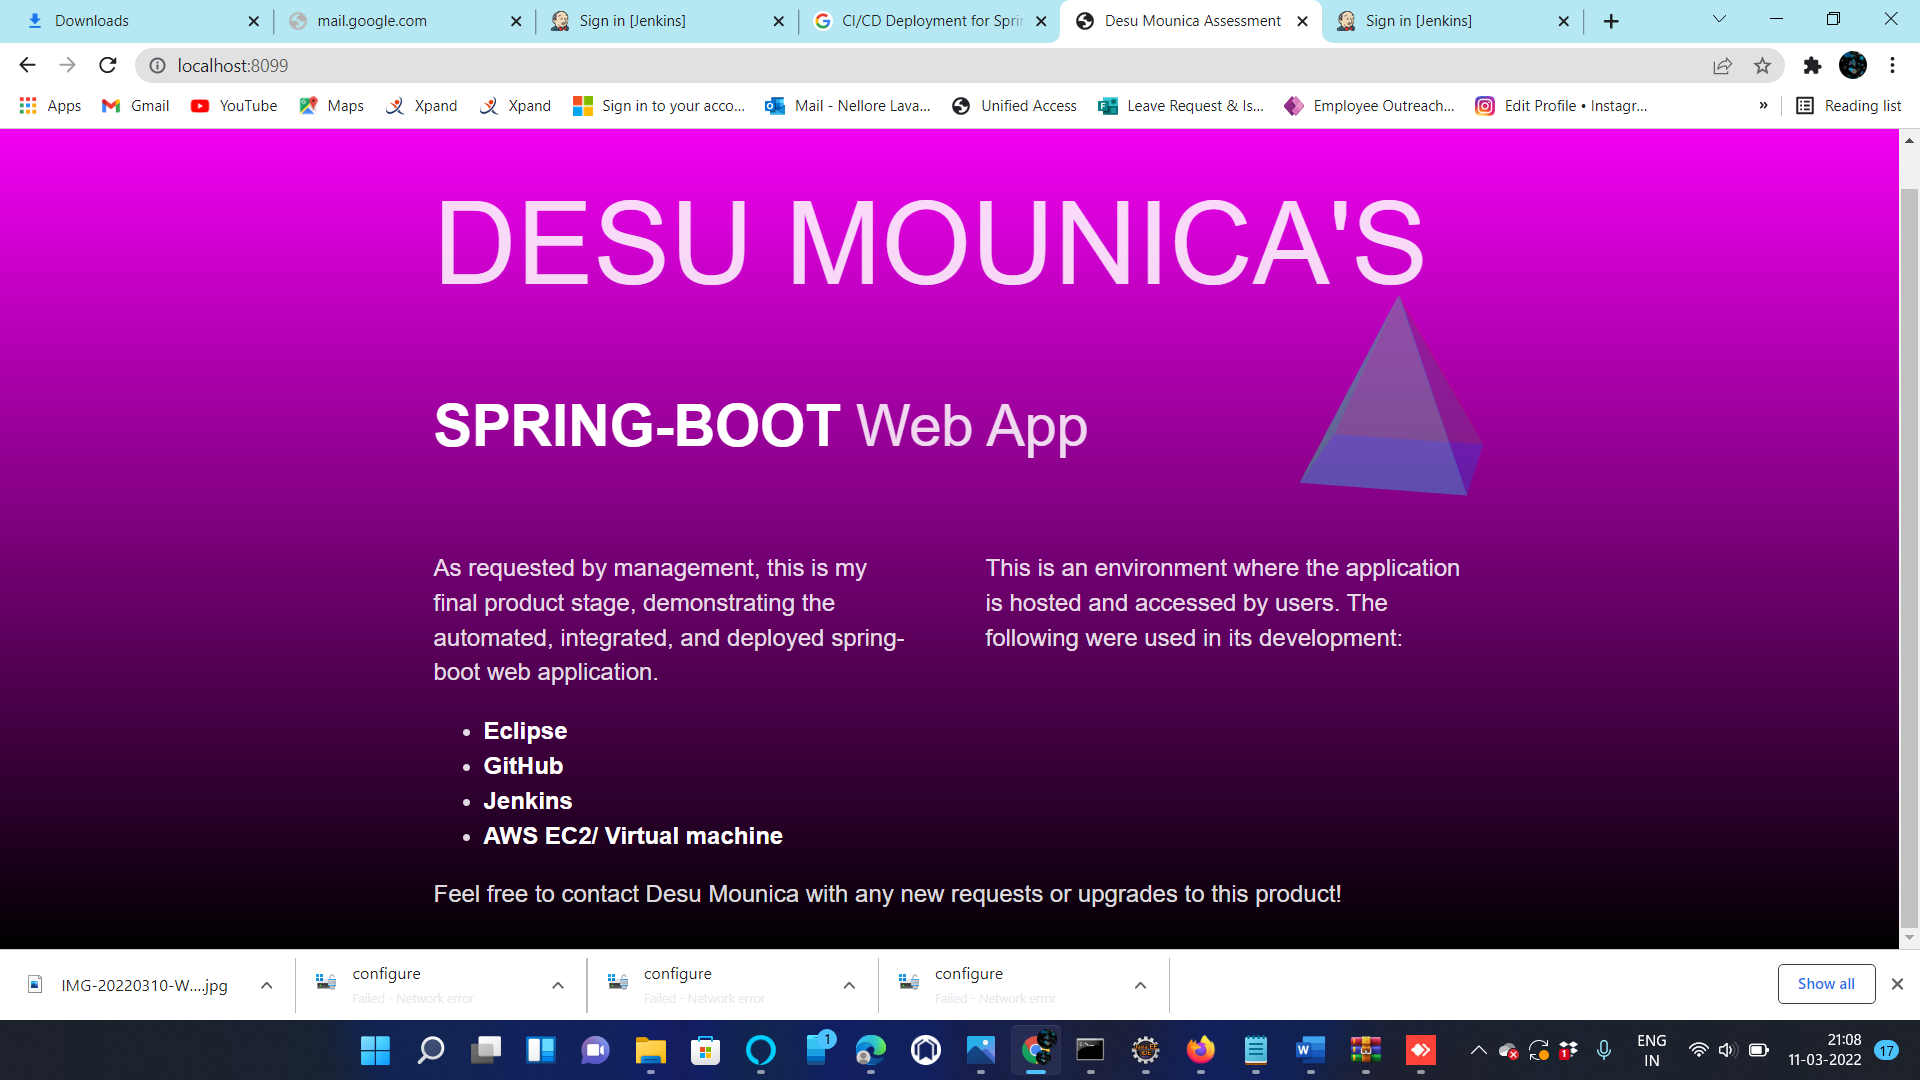 Downloads
mail.google.com
Sign in [Jenkins]
CI/CD Deployment for Sprin
Desu Mounica Assessment
Sign in [Jenkins]
localhost:8099
Apps
Gmail
YouTube
Maps
Xpand
Xpand
Sign in to your acco...
Mail - Nellore Lava...
Unified Access
Leave Request & Is...
Employee Outreach...
Edit Profile • Instagr...
»
Reading list
DESU MOUNICA'S
SPRING-BOOT Web App
As requested by management, this is my
final product stage, demonstrating the
automated, integrated, and deployed spring-
boot web application.
This is an environment where the application
is hosted and accessed by users. The
following were used in its development:
• Eclipse
• GitHub
• Jenkins
• AWS EC2/ Virtual machine
Feel free to contact Desu Mounica with any new requests or upgrades to this product!
IMG-20220310-W....jpg
configure
Failed - Network error
configure
Failed - Network error
configure
Failed - Network error
Show all
1
1
ENG
IN
21:08
11-03-2022
17